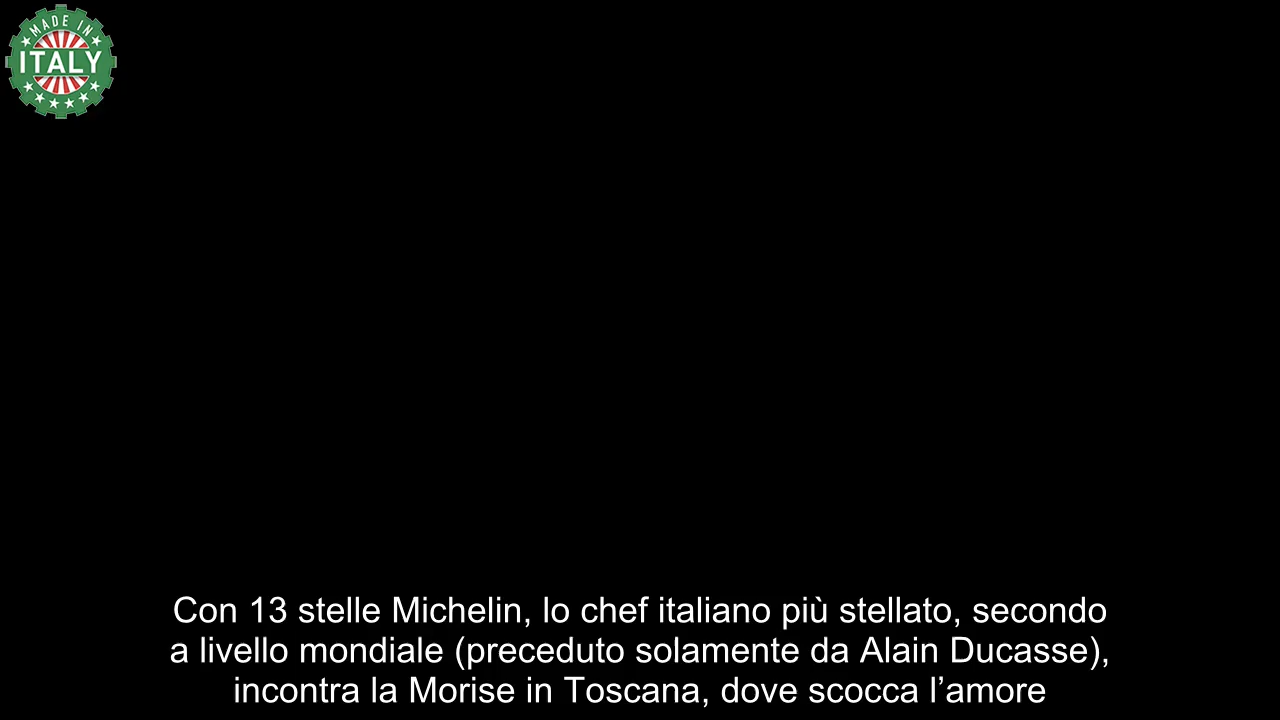 MADE IN
ITALY
Con 13 stelle Michelin, lo chef italiano più stellato, secondo
a livello mondiale (preceduto solamente da Alain Ducasse),
incontra la Morise in Toscana, dove scocca l’amore